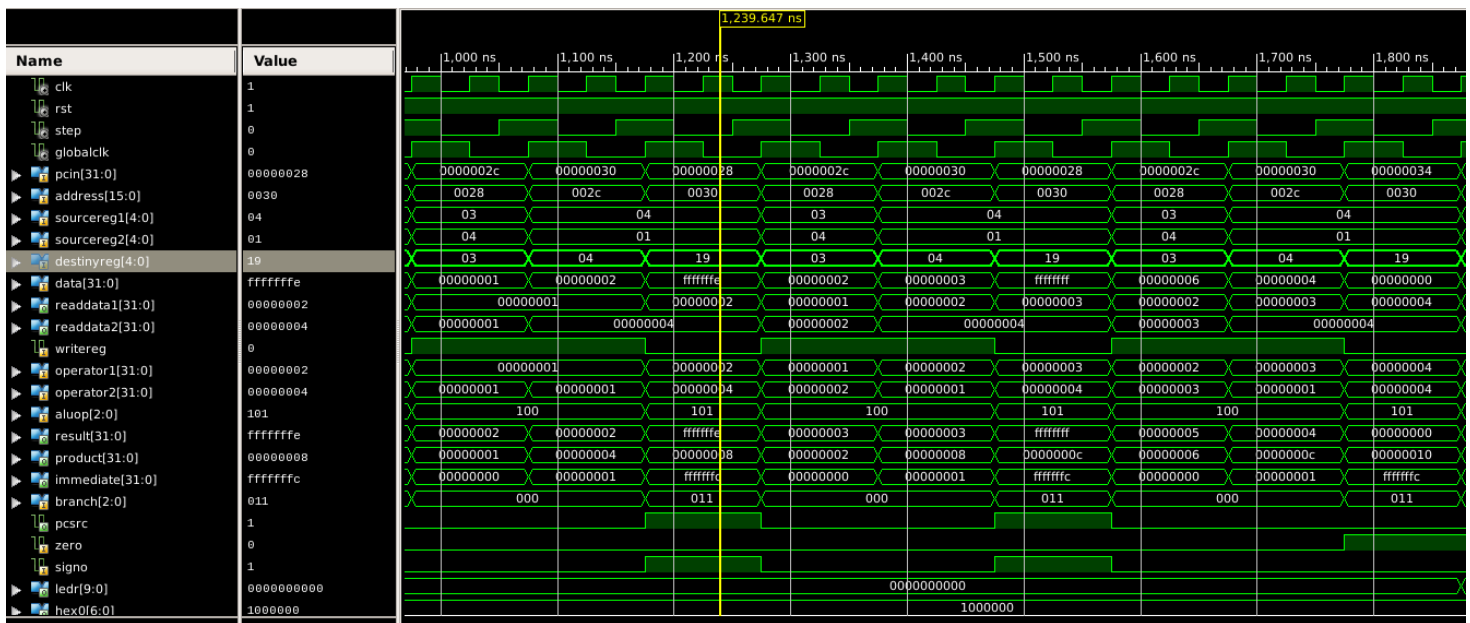 1,239.647 ns
Name Value 1,000 ns 1,100 ns 1,200 ns 1,300 ns 1,400 ns 1,500 ns 1,600 ns 1,700 ns 1,800 ns
clk 1
rst 1
step 0
globalclk 0
pcin[31:0] 00000028 0000002c 00000030 00000028 0000002c 00000030 00000028 0000002c 00000030 00000034
address[15:0] 0030 0028 002c 0030 0028 002c 0030 0028 002c 0030
sourcereg1[4:0] 04 03 04 03 04 03 04
sourcereg2[4:0] 01 04 01 04 01 04 01
destinyreg[4:0] 19 03 04 19 03 04 19 03 04 19
data[31:0] fffffffe 00000001 00000002 fffffffe 00000002 00000003 ffffffff 00000006 00000004 00000000
readdata1[31:0] 00000002 00000001 00000002 00000001 00000002 00000003 00000002 00000003 00000004
readdata2[31:0] 00000004 00000001 00000004 00000002 00000004 00000003 00000004
writereg 0
operator1[31:0] 00000002 00000001 00000002 00000001 00000002 00000003 00000002 00000003 00000004
operator2[31:0] 00000004 00000001 00000001 00000004 00000002 00000001 00000004 00000003 00000001 00000004
aluop[2:0] 101 100 101 100 101 100 101
result[31:0] fffffffe 00000002 00000002 fffffffe 00000003 00000003 ffffffff 00000005 00000004 00000000
product[31:0] 00000008 00000001 00000004 00000008 00000002 00000008 0000000c 00000006 0000000c 00000010
immediate[31:0] fffffffc 00000000 00000001 fffffffc 00000000 00000001 fffffffc 00000000 00000001 fffffffc
branch[2:0] 011 000 011 000 011 000 011
pcsrc 1
zero 0
signo 1
ledr[9:0] 0000000000 0000000000
hex0[6:0] 1000000 1000000